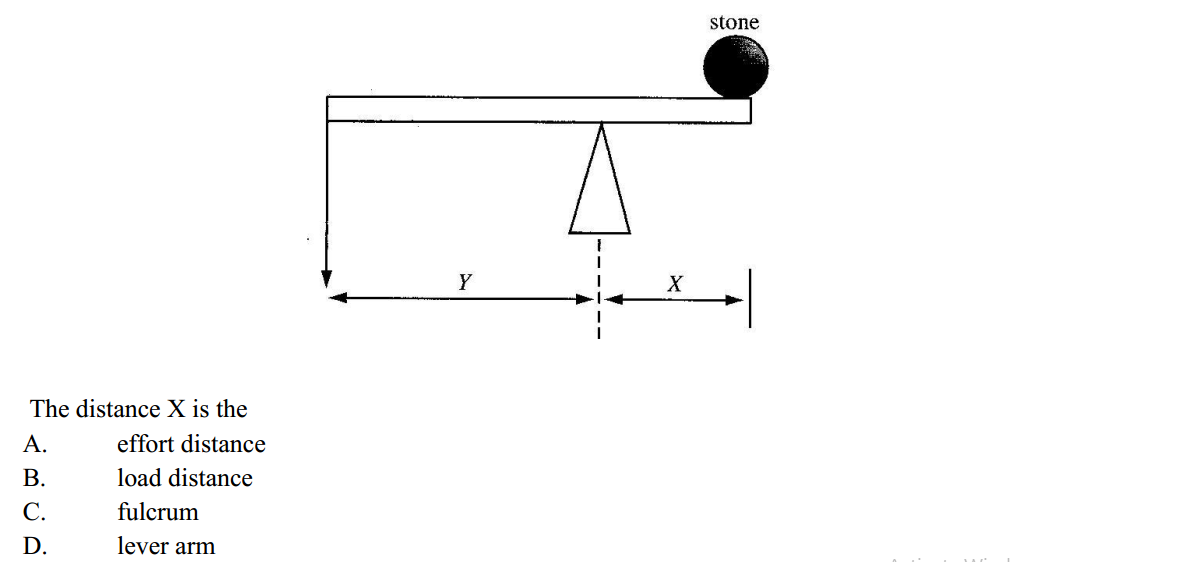 stone
Y
X
The distance X is the
A. effort distance
B. load distance
C. fulcrum
D. lever arm